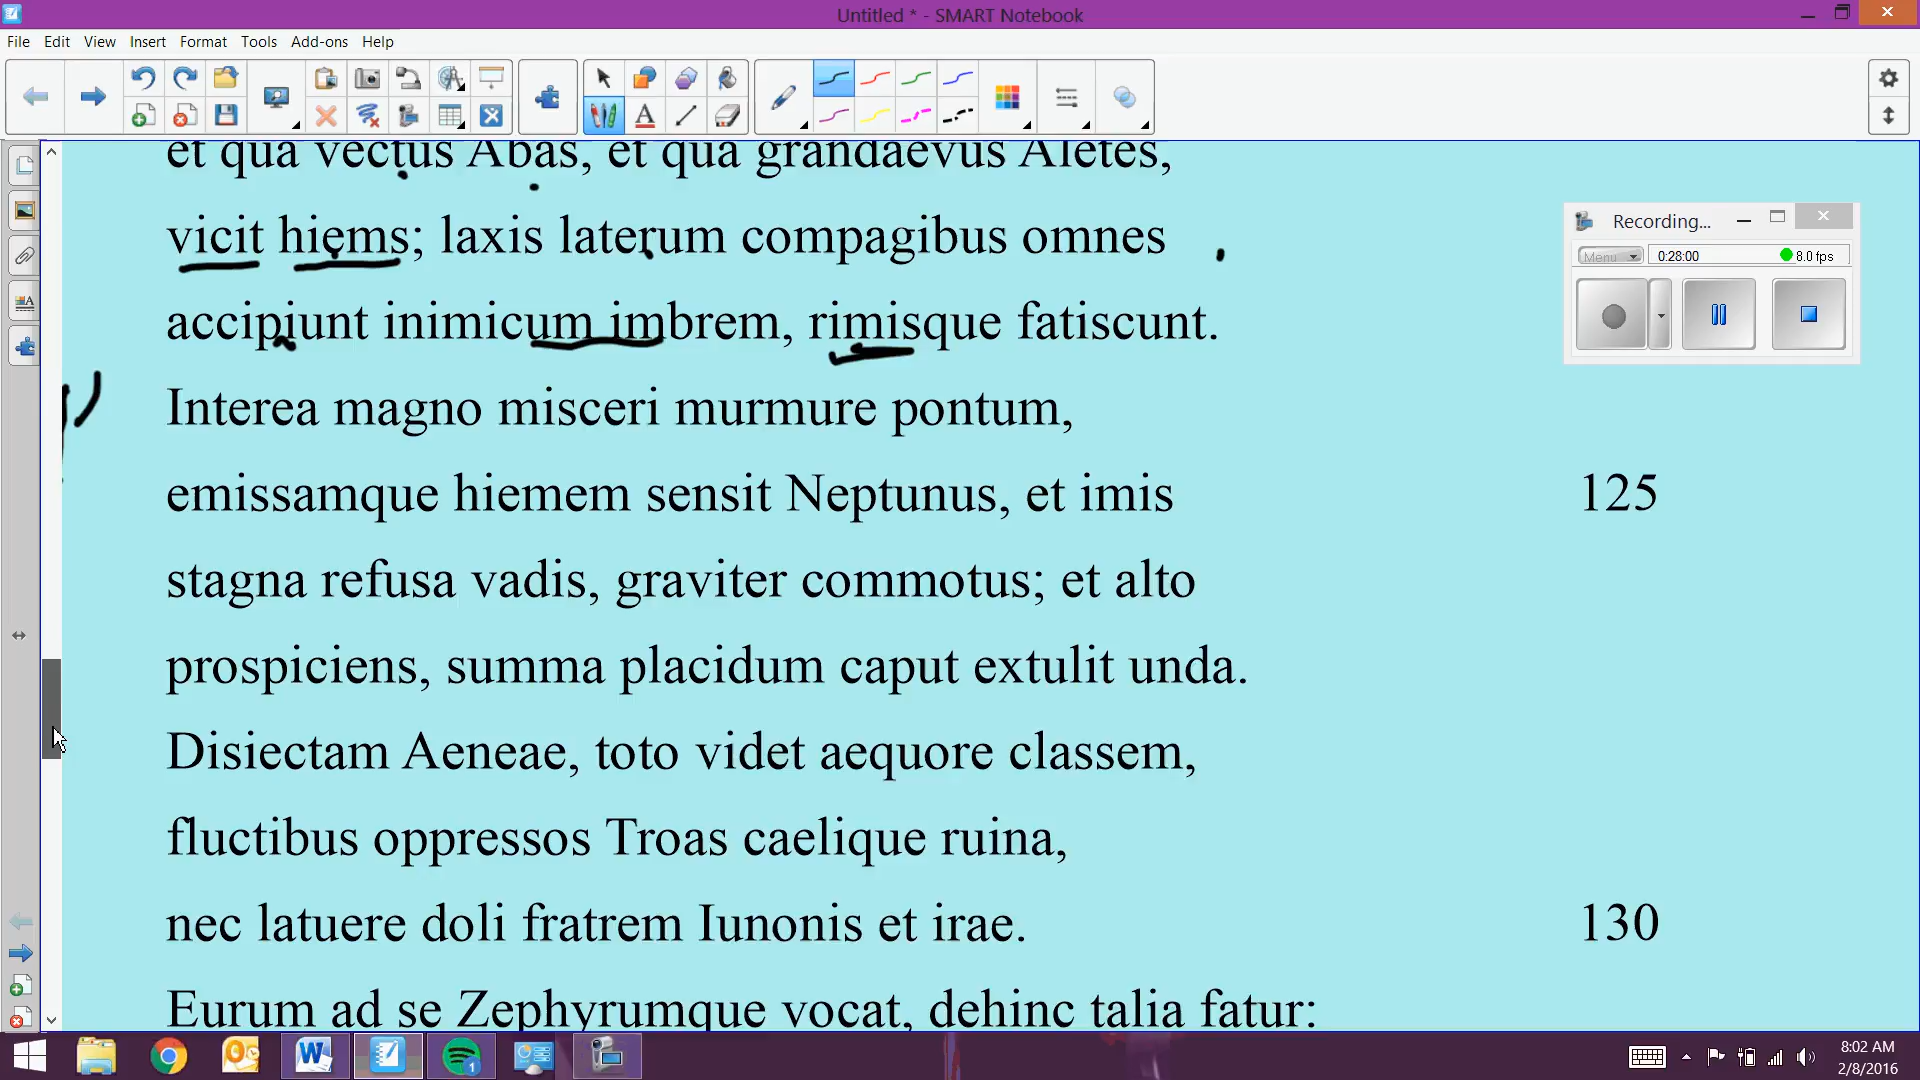 Untitled * - SMART Notebook
File Edit View Insert Format Tools Add-ons Help
et qua vectus Abas, et qua grandaevus Aletes,
vicit hiems; laxis laterum compagibus omnes
accipiunt inimicum imbrem, rimisque fatiscunt.
Interea magno misceri murmure pontum,
emissamque hiemem sensit Neptunus, et imis 125
stagna refusa vadis, graviter commotus; et alto
prospiciens, summa placidum caput extulit unda.
Disiectam Aeneae, toto videt aequore classem,
fluctibus oppressos Troas caelique ruina,
nec latuere doli fratrem Iunonis et irae. 130
Eurum ad se Zephyrumque vocat, dehinc talia fatur:
Recording...
Menu 0:28:00 8.0 fps
8:02 AM
2/8/2016